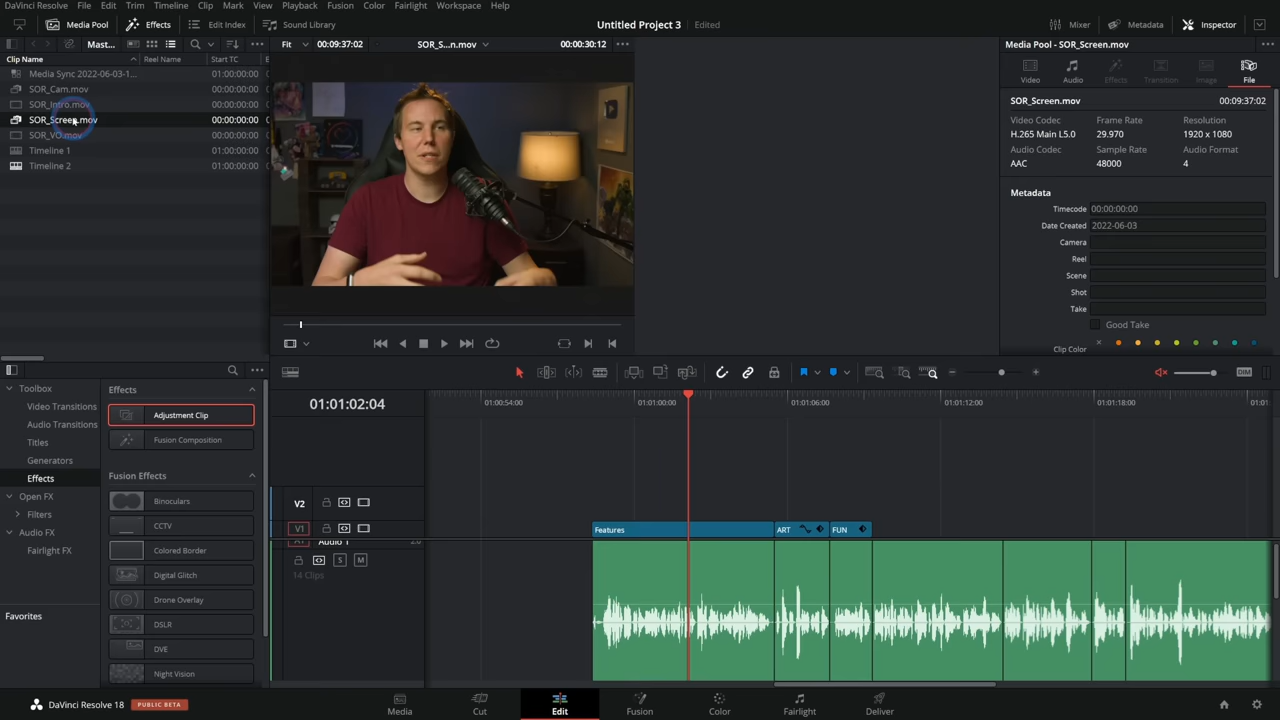 DaVinci Resolve File Edit Trim Timeline Clip Mark View Playback Fusion Color Fairlight Workspace Help
Media Pool Effects Edit Index Sound Library Untitled Project 3 Edited Mixer Metadata Inspector
Mast... Fit 00:09:37:02 SOR_S...n.mov 00:00:30:12 Media Pool - SOR_Screen.mov
Clip Name Reel Name Start TC
Media Sync 2022-06-03-1... 01:00:00:00
SOR_Cam.mov 00:00:00:00
SOR_Intro.mov 00:00:00:00
SOR_Screen.mov 00:00:00:00
SOR_VO.mov 00:00:00:00
Timeline 1 01:00:00:00
Timeline 2 01:00:00:00
Video Audio Effects Transition Image File
SOR_Screen.mov 00:09:37:02
Video Codec Frame Rate Resolution
H.265 Main L5.0 29.970 1920 x 1080
Audio Codec Sample Rate Audio Format
AAC 48000 4
Metadata
Timecode 00:00:00:00
Date Created 2022-06-03
Camera
Reel
Scene
Shot
Take
Good Take
Clip Color
Toolbox
Video Transitions
Audio Transitions
Titles
Generators
Effects
Open FX
Filters
Audio FX
Fairlight FX
Favorites
Effects
Adjustment Clip
Fusion Composition
Fusion Effects
Binoculars
CCTV
Colored Border
Digital Glitch
Drone Overlay
DSLR
DVE
Night Vision
DIM
01:01:02:04
01:00:54:00 01:01:00:00 01:01:06:00 01:01:12:00 01:01:18:00 01:01
V2
V1 Features ART FUN
A1 Audio 1 2.0
S M
14 Clips
DaVinci Resolve 18 PUBLIC BETA
Media Cut Edit Fusion Color Fairlight Deliver